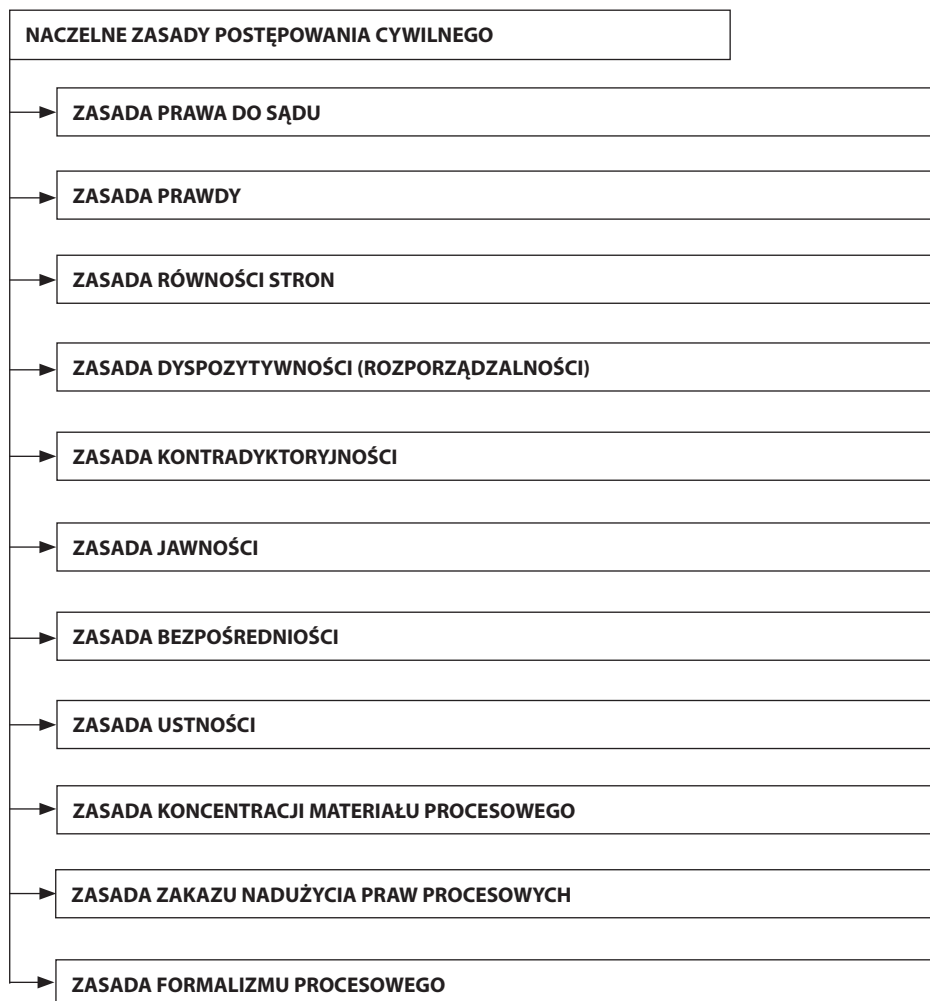 NACZELNE ZASADY POSTĘPOWANIA CYWILNEGO
ZASADA PRAWA DO SĄDU
ZASADA PRAWDY
ZASADA RÓWNOŚCI STRON
ZASADA DYSPOZYTYWNOŚCI (ROZPORZĄDZALNOŚCI)
ZASADA KONTRADYKTORYJNOŚCI
ZASADA JAWNOŚCI
ZASADA BEZPOŚREDNIOŚCI
ZASADA USTNOŚCI
ZASADA KONCENTRACJI MATERIAŁU PROCESOWEGO
ZASADA ZAKAZU NADUŻYCIA PRAW PROCESOWYCH
ZASADA FORMALIZMU PROCESOWEGO